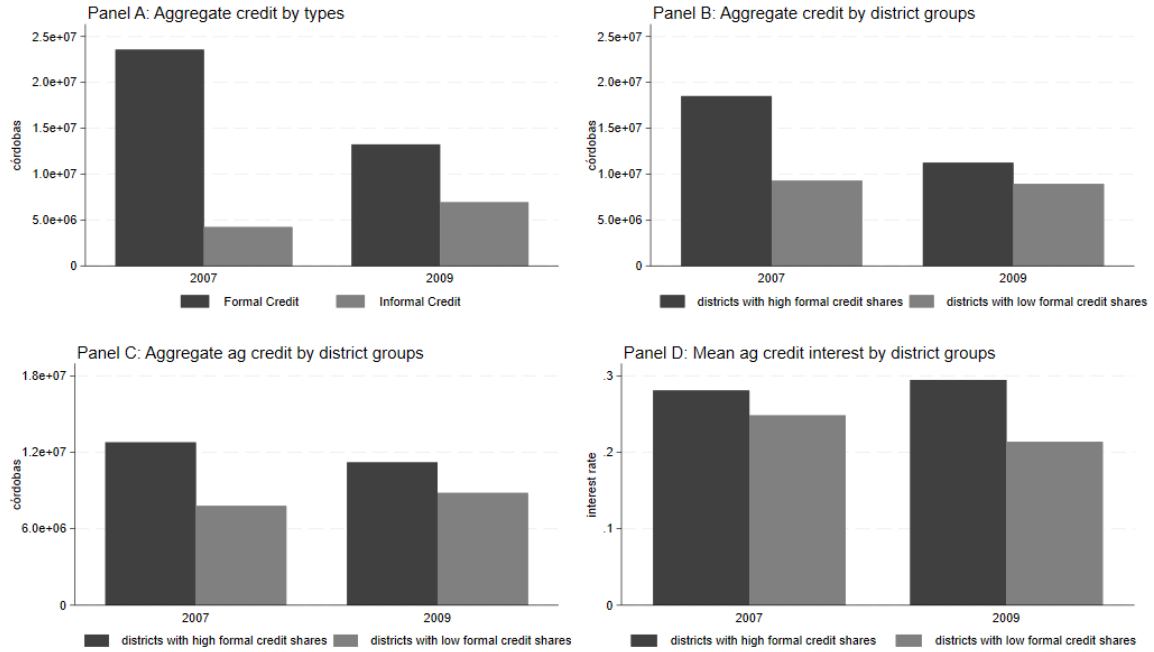 Panel A: Aggregate credit by types
2.5e+07
2.0e+07
1.5e+07
1.0e+07
5.0e+06
0
córdobas
2007
2009
Formal Credit
Informal Credit
Panel B: Aggregate credit by district groups
2.5e+07
2.0e+07
1.5e+07
1.0e+07
5.0e+06
0
córdobas
2007
2009
districts with high formal credit shares
districts with low formal credit shares
Panel C: Aggregate ag credit by district groups
1.8e+07
1.2e+07
6.0e+06
0
córdobas
2007
2009
districts with high formal credit shares
districts with low formal credit shares
Panel D: Mean ag credit interest by district groups
.3
.2
.1
0
interest rate
2007
2009
districts with high formal credit shares
districts with low formal credit shares